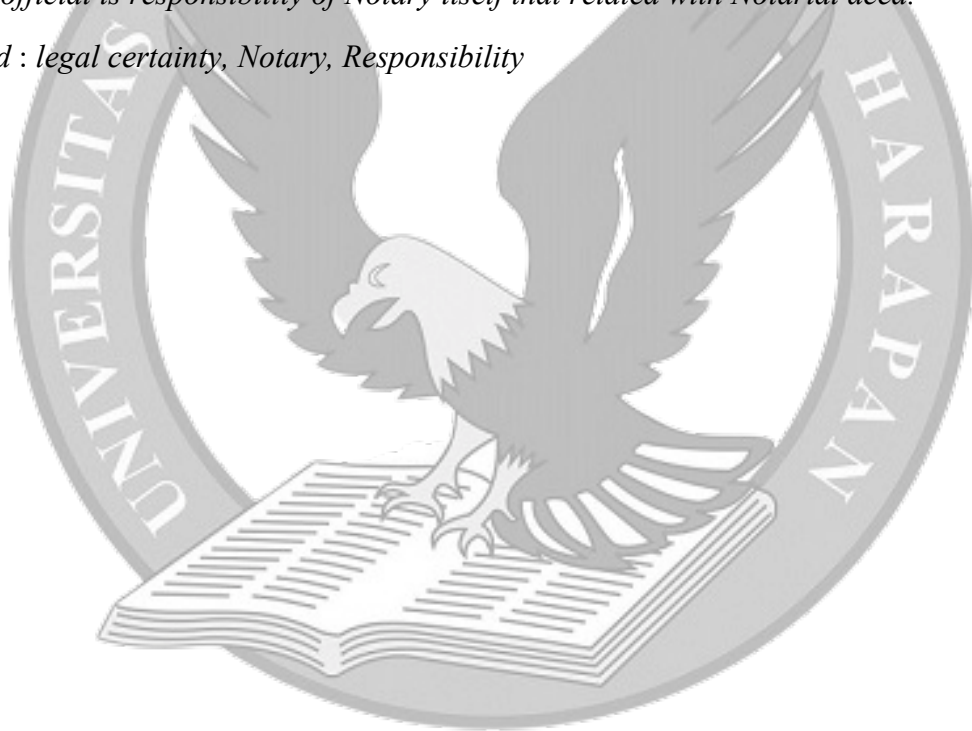 official is responsibility of Notary itself that related with Notarial deed.
: legal certainty, Notary, Responsibility
UNIVERSITAS
HARAPAN